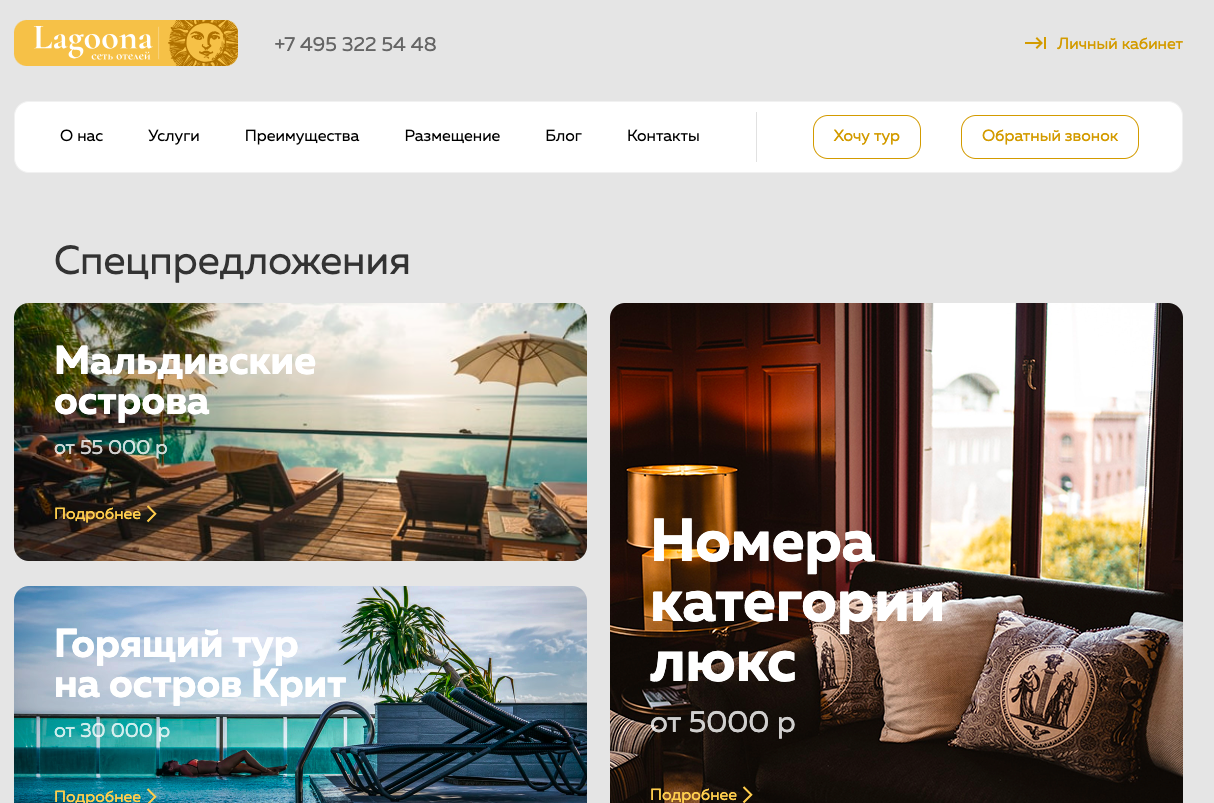 Lagoona
сеть отелей
+7 495 322 54 48
Личный кабинет
О нас Услуги Преимущества Размещение Блог Контакты Хочу тур Обратный звонок
Спецпредложения
Мальдивские
острова
от 55 000 р
Подробнее
Горящий тур
на остров Крит
от 30 000 р
Подробнее
Номера
категории
люкс
от 5000 р
Подробнее